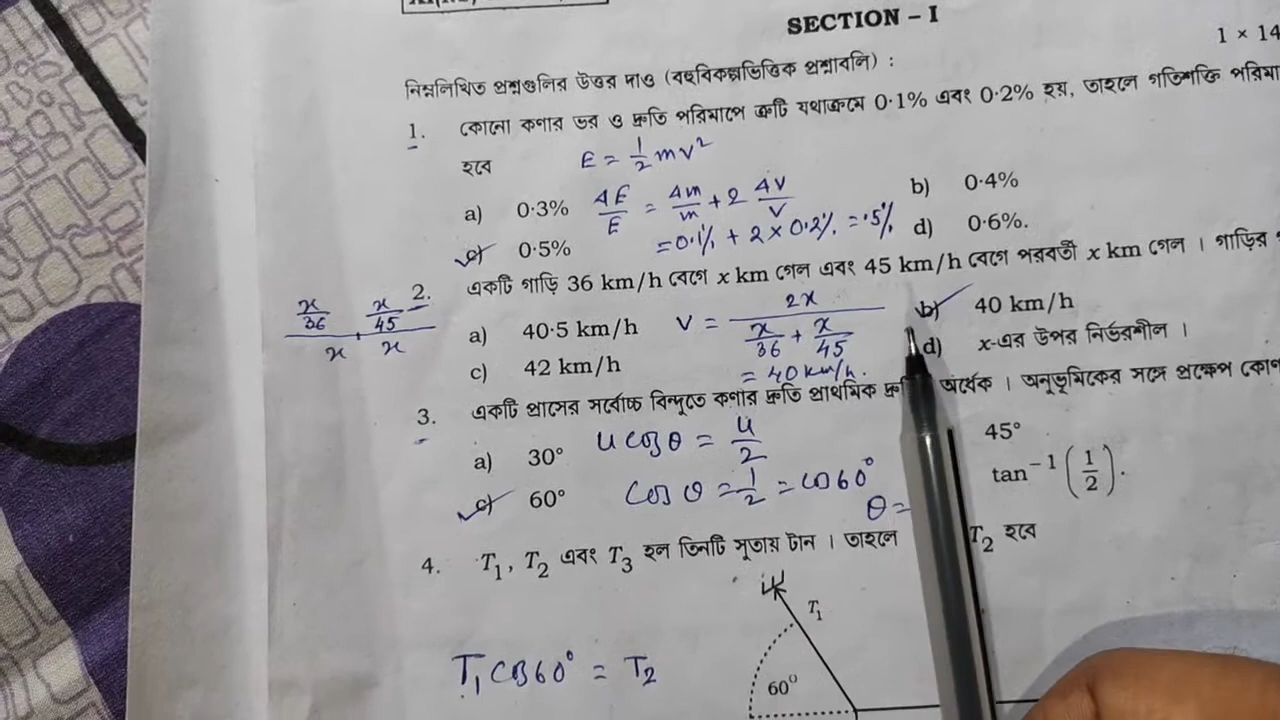 SECTION – I
1 × 14
নিম্নলিখিত প্রশ্নগুলির উত্তর দাও (বহুবিকল্পভিত্তিক প্রশ্নাবলি) :
1. কোনো কণার ভর ও দ্রুতি পরিমাপে ত্রুটি যথাক্রমে 0·1% এবং 0·2% হয়, তাহলে গতিশক্তি
হবে E = 1/2 mv²
a) 0·3% ΔE/E = Δm/m + 2 Δv/v b) 0·4%
c) 0·5% = 0.1% + 2 × 0.2% = .5% d) 0·6%.
2. একটি গাড়ি 36 km/h বেগে x km গেল এবং 45 km/h বেগে পরবর্তী x km গেল । গাড়ির
x/36 + x/45
x x
a) 40·5 km/h V = 2x / (x/36 + x/45) b) 40 km/h
c) 42 km/h = 40 km/h. d) x-এর উপর নির্ভরশীল ।
3. একটি প্রাসের সর্বোচ্চ বিন্দুতে কণার দ্রুতি প্রাথমিক অর্ধেক । অনুভূমিকের সঙ্গে প্রক্ষেপ
a) 30° u cos θ = u/2 45°
c) 60° cos θ = 1/2 = cos 60° tan⁻¹ (1/2).
θ =
4. T₁, T₂ এবং T₃ হল তিনটি সুতায় টান । তাহলে T₂ হবে
T₁
T₁ cos 60° = T₂
60°